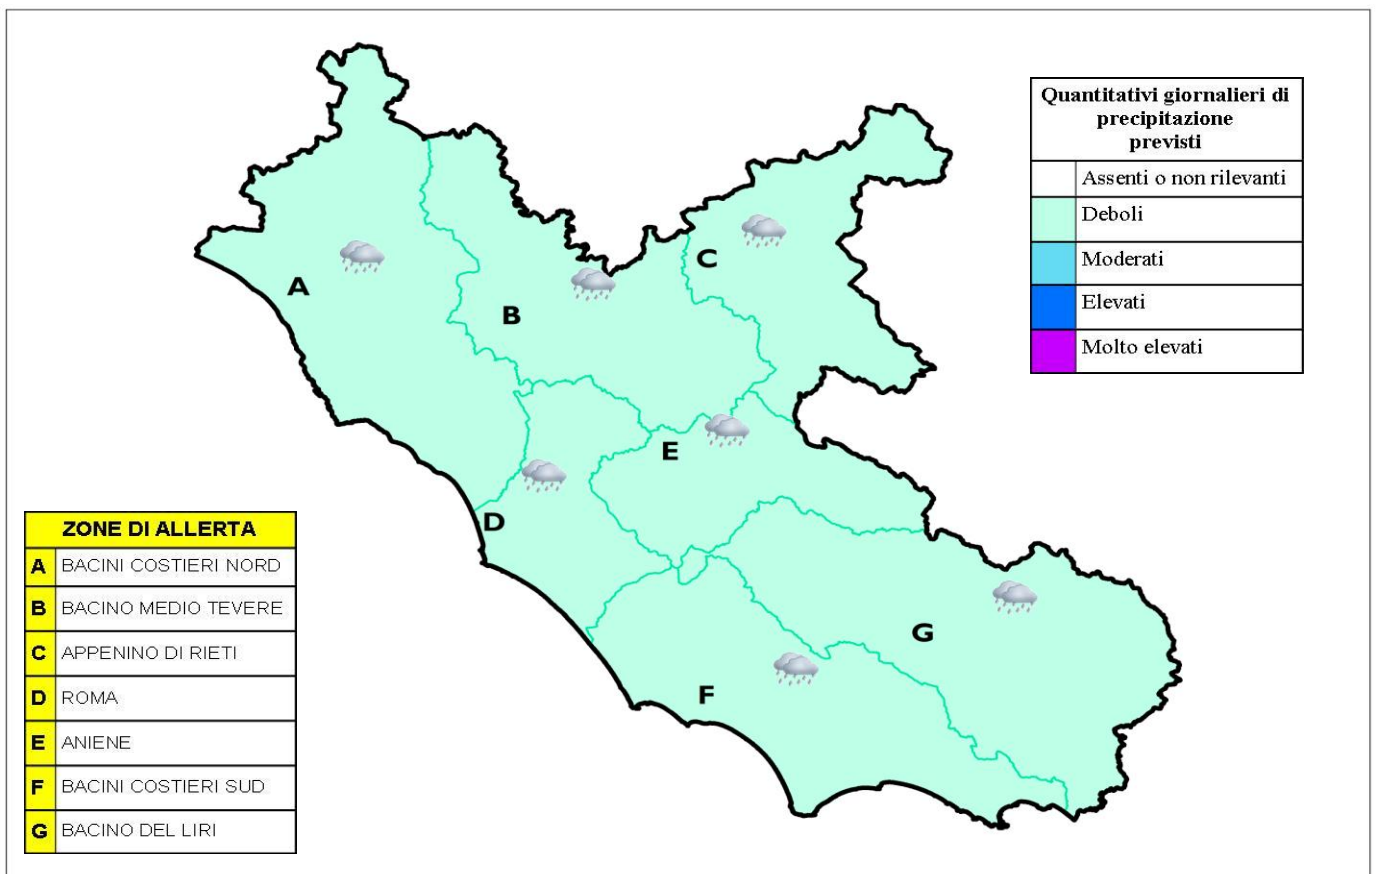 Quantitativi giornalieri di
precipitazione
previsti
Assenti o non rilevanti
Deboli
Moderati
Elevati
Molto elevati
A
B
C
D
E
F
G
ZONE DI ALLERTA
A BACINI COSTIERI NORD
B BACINO MEDIO TEVERE
C APPENINO DI RIETI
D ROMA
E ANIENE
F BACINI COSTIERI SUD
G BACINO DEL LIRI